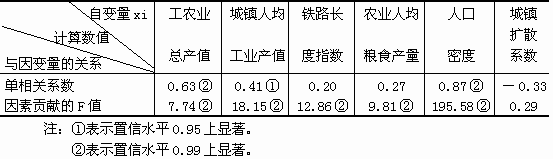 自变量xi 工农业 城镇人均 铁路长 农业人均 人口 城镇
计算数值 扩散
与因变量的关系 总产值 工业产值 度指数 粮食产量 密度 系数
单相关系数 0.63② 0.41① 0.20 0.27 0.87② －0.33
因素贡献的F值 7.74② 18.15② 12.86② 9.81② 195.58② 0.29
注：①表示置信水平0.95上显著。
②表示置信水平0.99上显著。